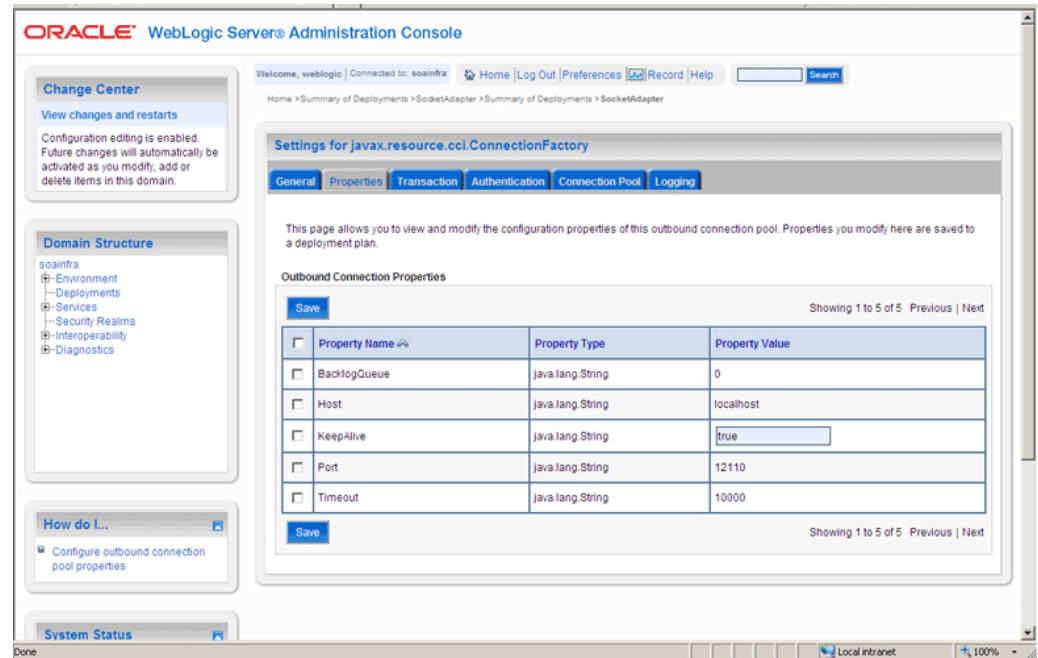 ORACLE® WebLogic Server® Administration Console
Change Center
View changes and restarts
Configuration editing is enabled.
Future changes will automatically be
activated as you modify, add or
delete items in this domain.
Domain Structure
soainfra
Environment
Deployments
Services
Security Realms
Interoperability
Diagnostics
How do I...
Configure outbound connection
pool properties
System Status
Welcome, weblogic | Connected to: soainfra Home |Log Out |Preferences | Record |Help Search
Home >Summary of Deployments >SocketAdapter >Summary of Deployments >SocketAdapter
Settings for javax.resource.cci.ConnectionFactory
General Properties Transaction Authentication Connection Pool Logging
This page allows you to view and modify the configuration properties of this outbound connection pool. Properties you modify here are saved to
a deployment plan.
Outbound Connection Properties
Save Showing 1 to 5 of 5 Previous | Next
Property Name Property Type Property Value
BacklogQueue java.lang.String 0
Host java.lang.String localhost
KeepAlive java.lang.String true
Port java.lang.String 12110
Timeout java.lang.String 10000
Save Showing 1 to 5 of 5 Previous | Next
Done Local intranet 100%